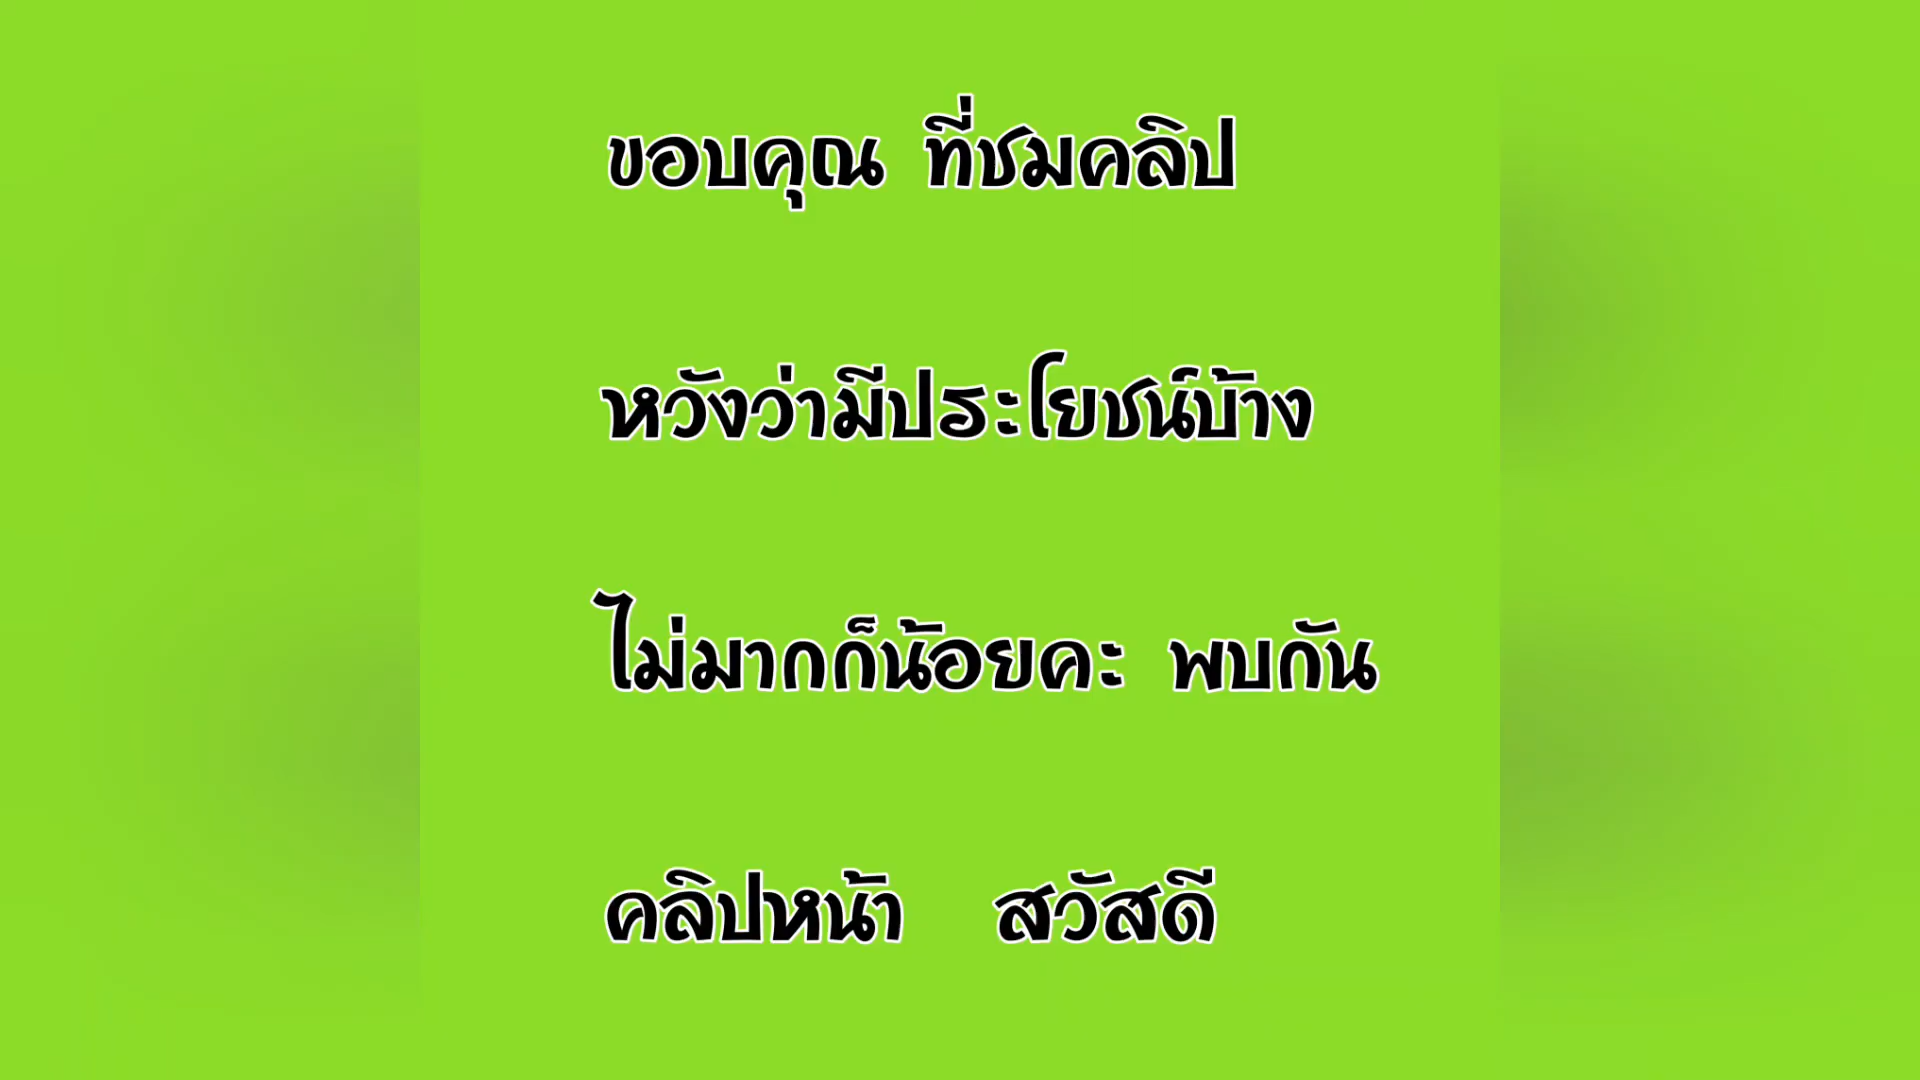 ขอบคุณ ที่ชมคลิป
หวังว่ามีประโยชน์บ้าง
ไม่มากก็น้อยคะ พบกัน
คลิปหน้า สวัสดี